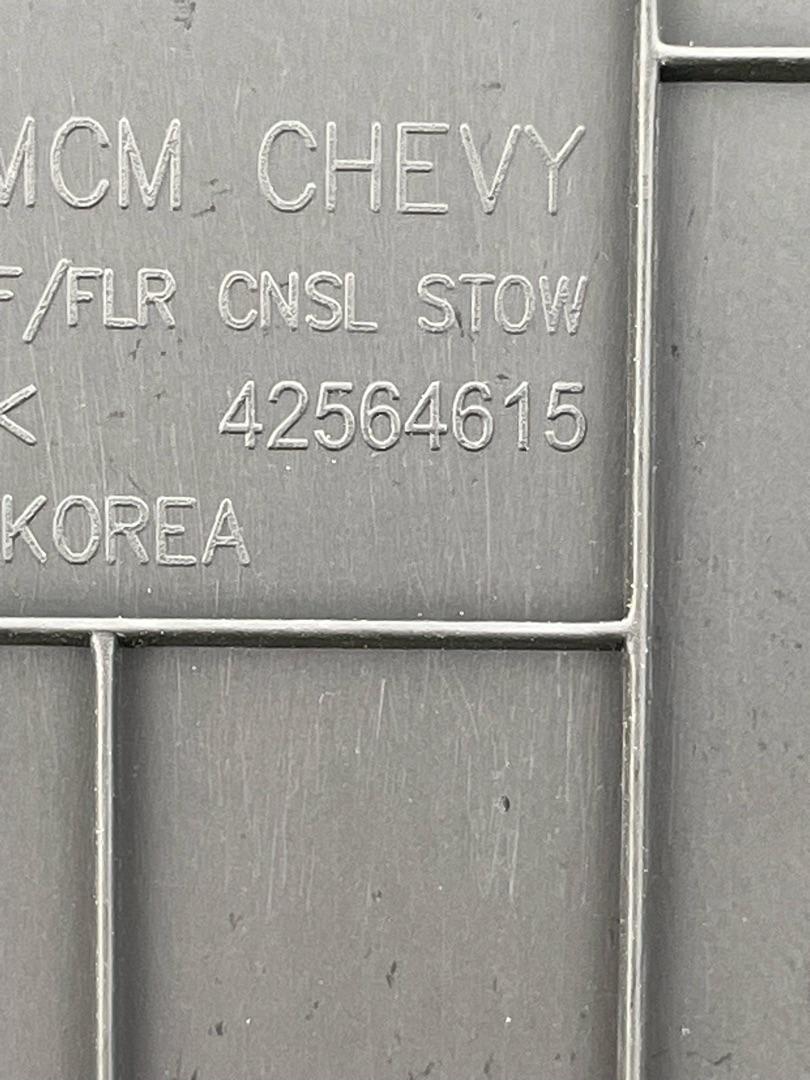 MCM CHEVY
F/FLR CNSL STOW
< 42564615
KOREA